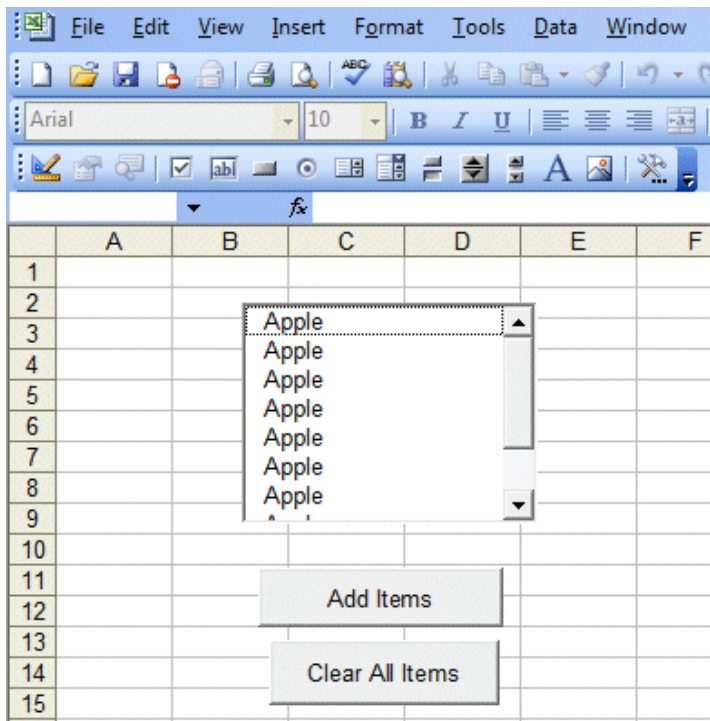 File Edit View Insert Format Tools Data Window
ABC
Arial 10 B I U a
ab A
fx
A B C D E F
1
2
Apple
3
Apple
4
Apple
5
Apple
6
Apple
7
Apple
8
Apple
9
10
11
Add Items
12
13
14
Clear All Items
15